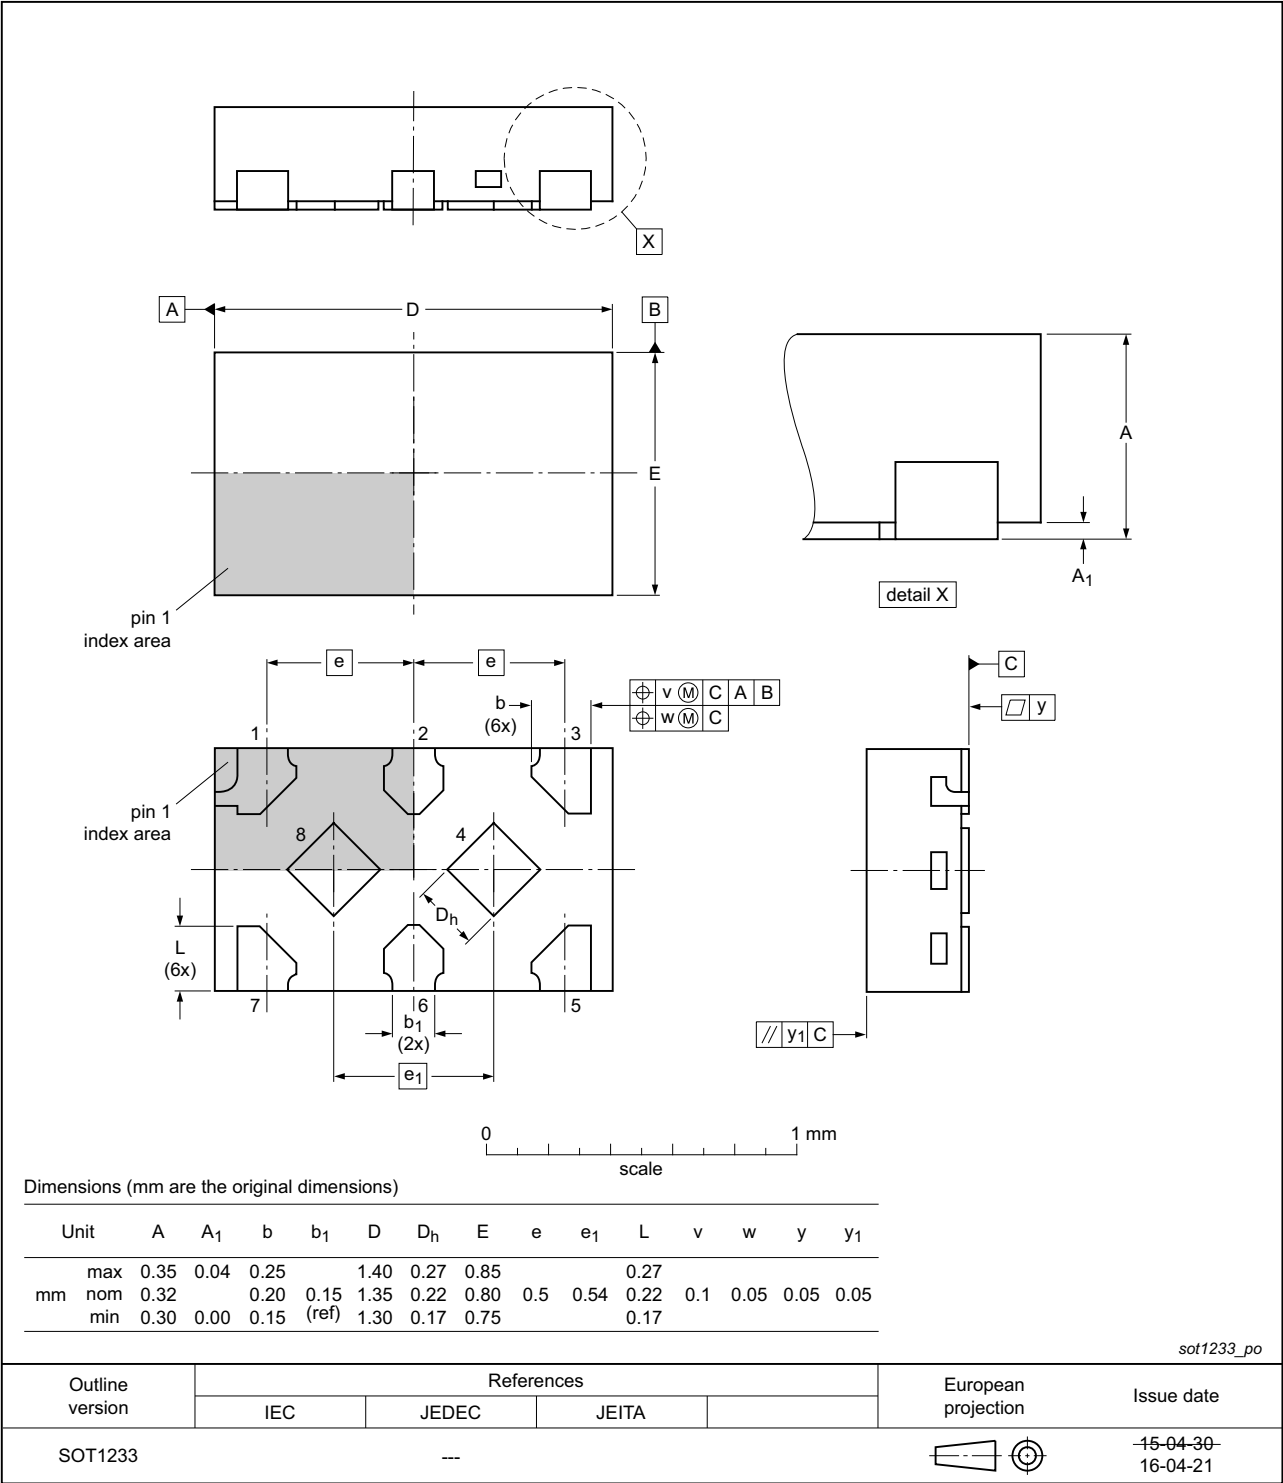 X
A
D
B
E
A
A1
detail X
pin 1
index area
e
e
C
b
(6x)
v Ⓜ C A B
w Ⓜ C
y
1
2
3
pin 1
index area
8
4
Dh
L
(6x)
7
6
5
b1
(2x)
e1
// y1 C
0
1 mm
scale
Dimensions (mm are the original dimensions)
Unit A A1 b b1 D Dh E e e1 L v w y y1
max 0.35 0.04 0.25 1.40 0.27 0.85 0.27
mm nom 0.32 0.20 0.15 1.35 0.22 0.80 0.5 0.54 0.22 0.1 0.05 0.05 0.05
min 0.30 0.00 0.15 (ref) 1.30 0.17 0.75 0.17
sot1233_po
Outline
version
References
IEC JEDEC JEITA
European
projection
Issue date
SOT1233
---
15-04-30
16-04-21